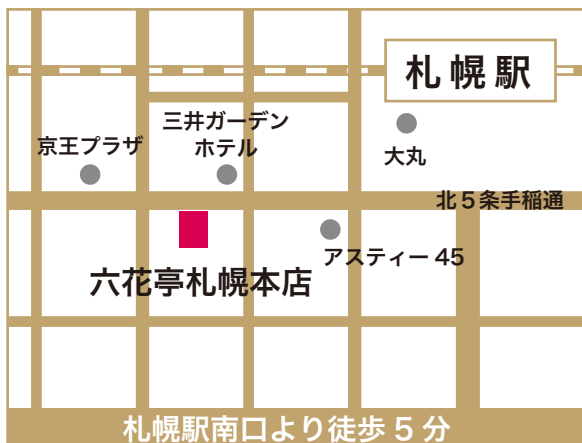 札幌駅
三井ガーデン
ホテル
京王プラザ
大丸
北5条手稲通
アスティー 45
六花亭札幌本店
札幌駅南口より徒歩 5 分